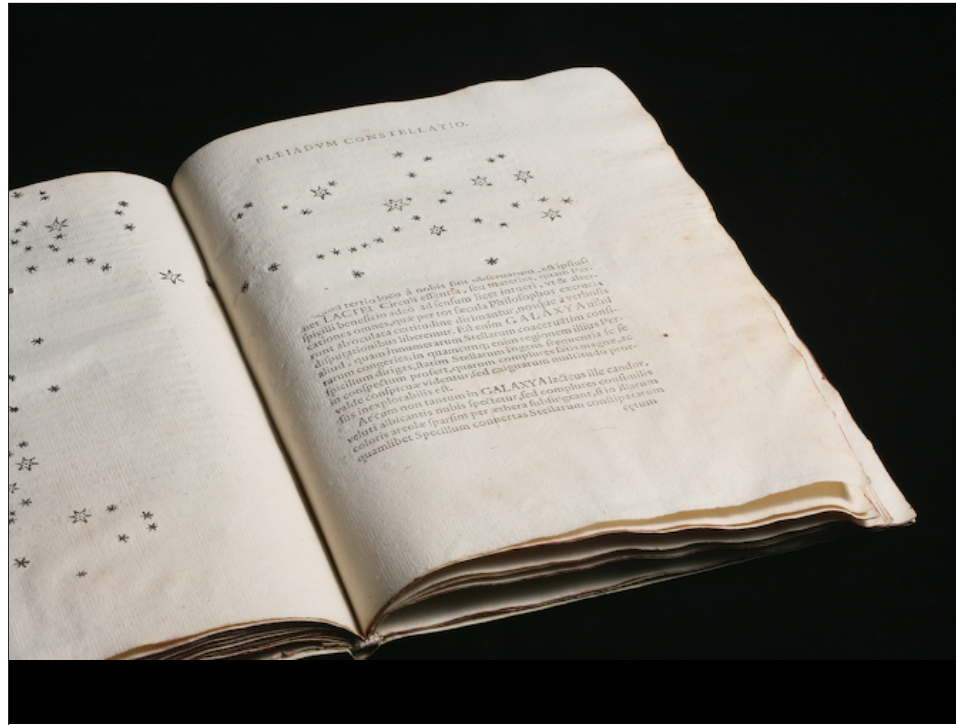 PLEIADVM CONSTELLATIO.
tertio loco à nobis fuit obſeruatum, eſt ipſiuſ-
met LACTEI Circuli eſſentia, ſeu materies, quam Per-
ſpicilli beneficio adeò ad ſenſum licet intueri, vt & alter-
cationes omnes, quæ per tot ſæcula Philoſophos
runt ab oculata certitudine dirimantur, noſque à verboſis
diſputationibus liberemur. Eſt enim GALAXYA nihil
aliud, quam innumerarum Stellarum coaceruatim conſi-
tarum congeries; in quamcunq; enim regionem illius Per-
ſpicillum dirigas, ſtatim Stellarum ingens frequentia ſe ſe
in conſpectum profert, quarum complures ſatis magnæ, ac
valde conſpicuæ videntur; ſed exiguarum multitudo pror-
ſus inexplorabilis eſt.
At cum non tantum in GALAXYA lacteus ille candor,
veluti albicantis nubis ſpectetur, ſed complures conſimilis
coloris areolæ ſparſim per æthera ſubfulgeant, ſi in illarum
quamlibet Specillum conuertas Stellarum conſtipatarum
cętum